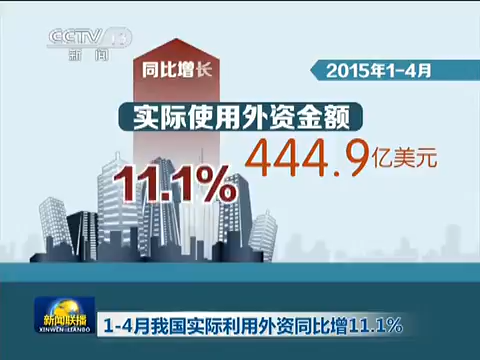 CCTV 13
新闻
同比增长
2015年1-4月
实际使用外资金额
444.9亿美元
11.1%
新闻联播
XINWEN LIANBO
1-4月我国实际利用外资同比增11.1%